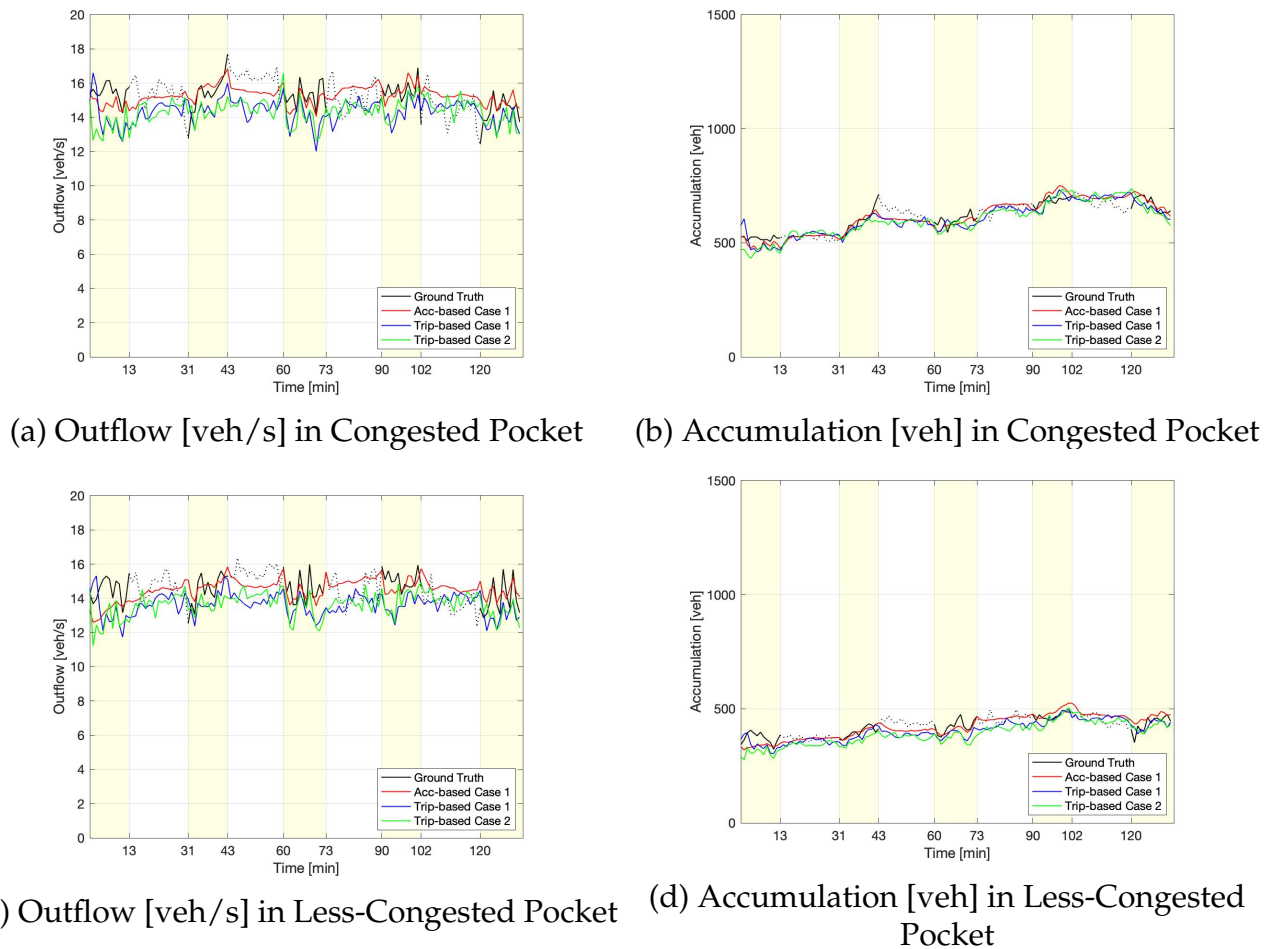 20
18
16
14
12
10
8
6
4
2
0
Outflow [veh/s]
13 31 43 60 73 90 102 120
Time [min]
Ground Truth
Acc-based Case 1
Trip-based Case 1
Trip-based Case 2
(a) Outflow [veh/s] in Congested Pocket
1500
1000
500
0
Accumulation [veh]
13 31 43 60 73 90 102 120
Time [min]
Ground Truth
Acc-based Case 1
Trip-based Case 1
Trip-based Case 2
(b) Accumulation [veh] in Congested Pocket
20
18
16
14
12
10
8
6
4
2
0
Outflow [veh/s]
13 31 43 60 73 90 102 120
Time [min]
Ground Truth
Acc-based Case 1
Trip-based Case 1
Trip-based Case 2
) Outflow [veh/s] in Less-Congested Pocket
1500
1000
500
0
Accumulation [veh]
13 31 43 60 73 90 102 120
Time [min]
Ground Truth
Acc-based Case 1
Trip-based Case 1
Trip-based Case 2
(d) Accumulation [veh] in Less-Congested
Pocket